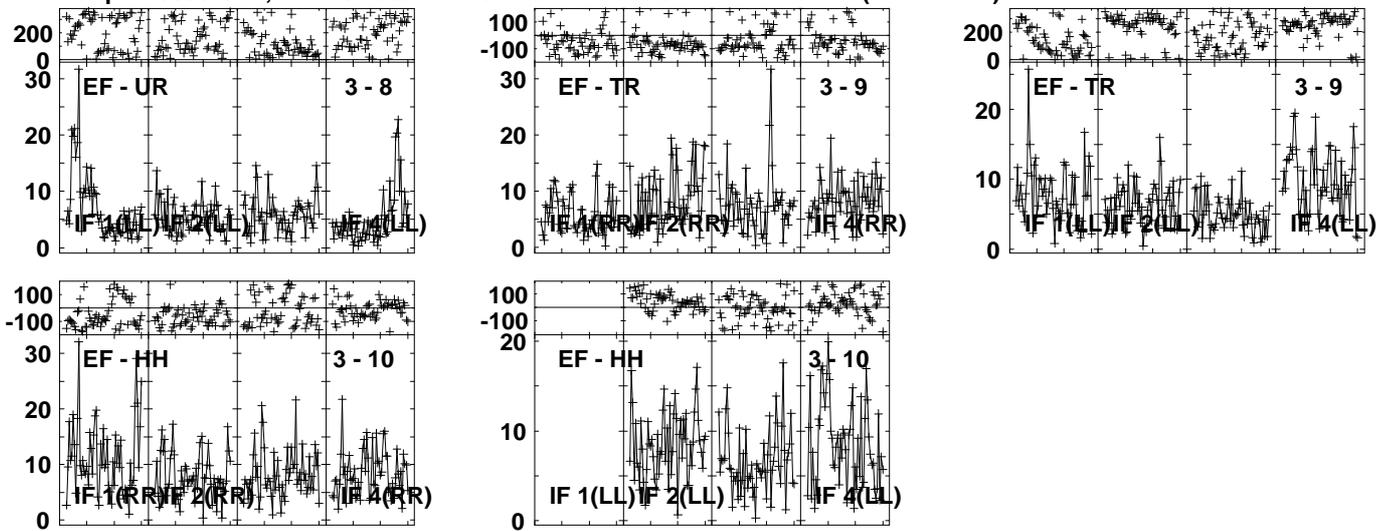 200
0
100
-100
200
0
30
20
10
0
EF - UR
3 - 8
IF 1(LL)
IF 2(LL)
IF 4(LL)
30
20
10
0
EF - TR
3 - 9
IF 1(RR)
IF 2(RR)
IF 4(RR)
20
10
0
EF - TR
3 - 9
IF 1(LL)
IF 2(LL)
IF 4(LL)
100
-100
30
20
10
0
EF - HH
3 - 10
IF 1(RR)
IF 2(RR)
IF 4(RR)
100
-100
20
10
0
EF - HH
3 - 10
IF 1(LL)
IF 2(LL)
IF 4(LL)